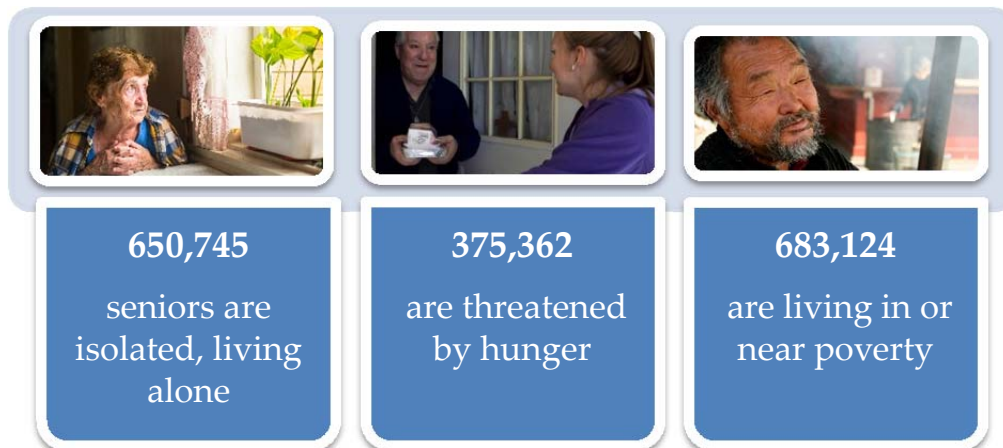 650,745
seniors are
isolated, living
alone
375,362
are threatened
by hunger
683,124
are living in or
near poverty